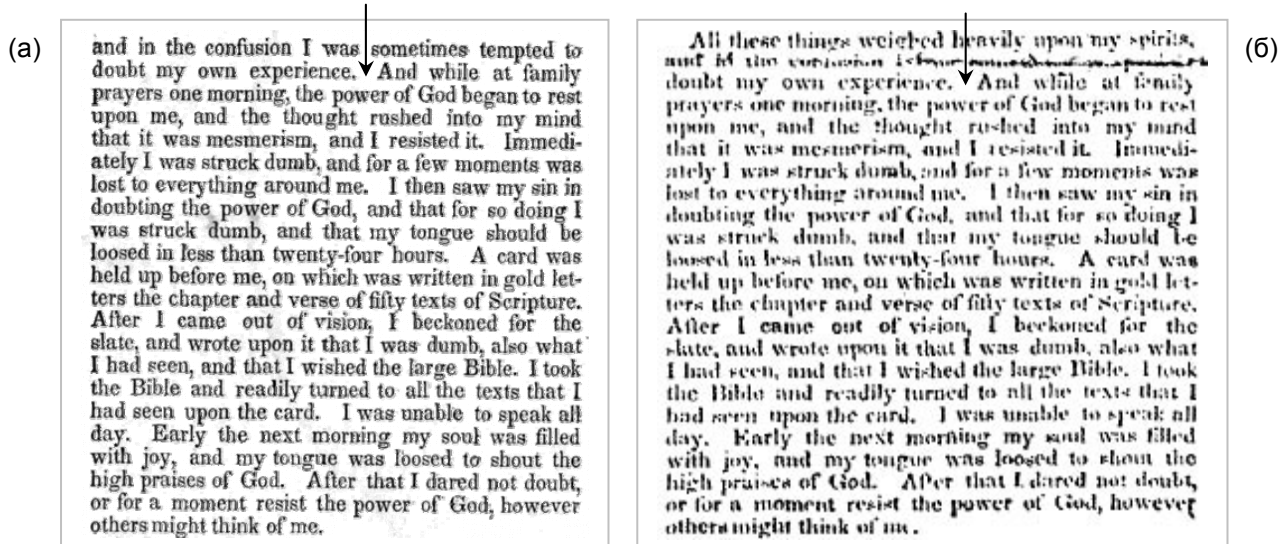 (а)
and in the confusion I was sometimes tempted to
doubt my own experience. And while at family
prayers one morning, the power of God began to rest
upon me, and the thought rushed into my mind
that it was mesmerism, and I resisted it. Immedi-
ately I was struck dumb, and for a few moments was
lost to everything around me. I then saw my sin in
doubting the power of God, and that for so doing I
was struck dumb, and that my tongue should be
loosed in less than twenty-four hours. A card was
held up before me, on which was written in gold let-
ters the chapter and verse of fifty texts of Scripture.
After I came out of vision, I beckoned for the
slate, and wrote upon it that I was dumb, also what
I had seen, and that I wished the large Bible. I took
the Bible and readily turned to all the texts that I
had seen upon the card. I was unable to speak all
day. Early the next morning my soul was filled
with joy, and my tongue was loosed to shout the
high praises of God. After that I dared not doubt,
or for a moment resist the power of God, however
others might think of me.
(б)
All these things weighed heavily upon my spirits,
and in the confusion I
doubt my own experience. And while at family
prayers one morning, the power of God began to rest
upon me, and the thought rushed into my mind
that it was mesmerism, and I resisted it. Immedi-
ately I was struck dumb, and for a few moments was
lost to everything around me. I then saw my sin in
doubting the power of God, and that for so doing I
was struck dumb, and that my tongue should be
loosed in less than twenty-four hours. A card was
held up before me, on which was written in gold let-
ters the chapter and verse of fifty texts of Scripture.
After I came out of vision, I beckoned for the
slate, and wrote upon it that I was dumb, also what
I had seen, and that I wished the large Bible. I took
the Bible and readily turned to all the texts that I
had seen upon the card. I was unable to speak all
day. Early the next morning my soul was filled
with joy, and my tongue was loosed to shout the
high praises of God. After that I dared not doubt,
or for a moment resist the power of God, however
others might think of me.